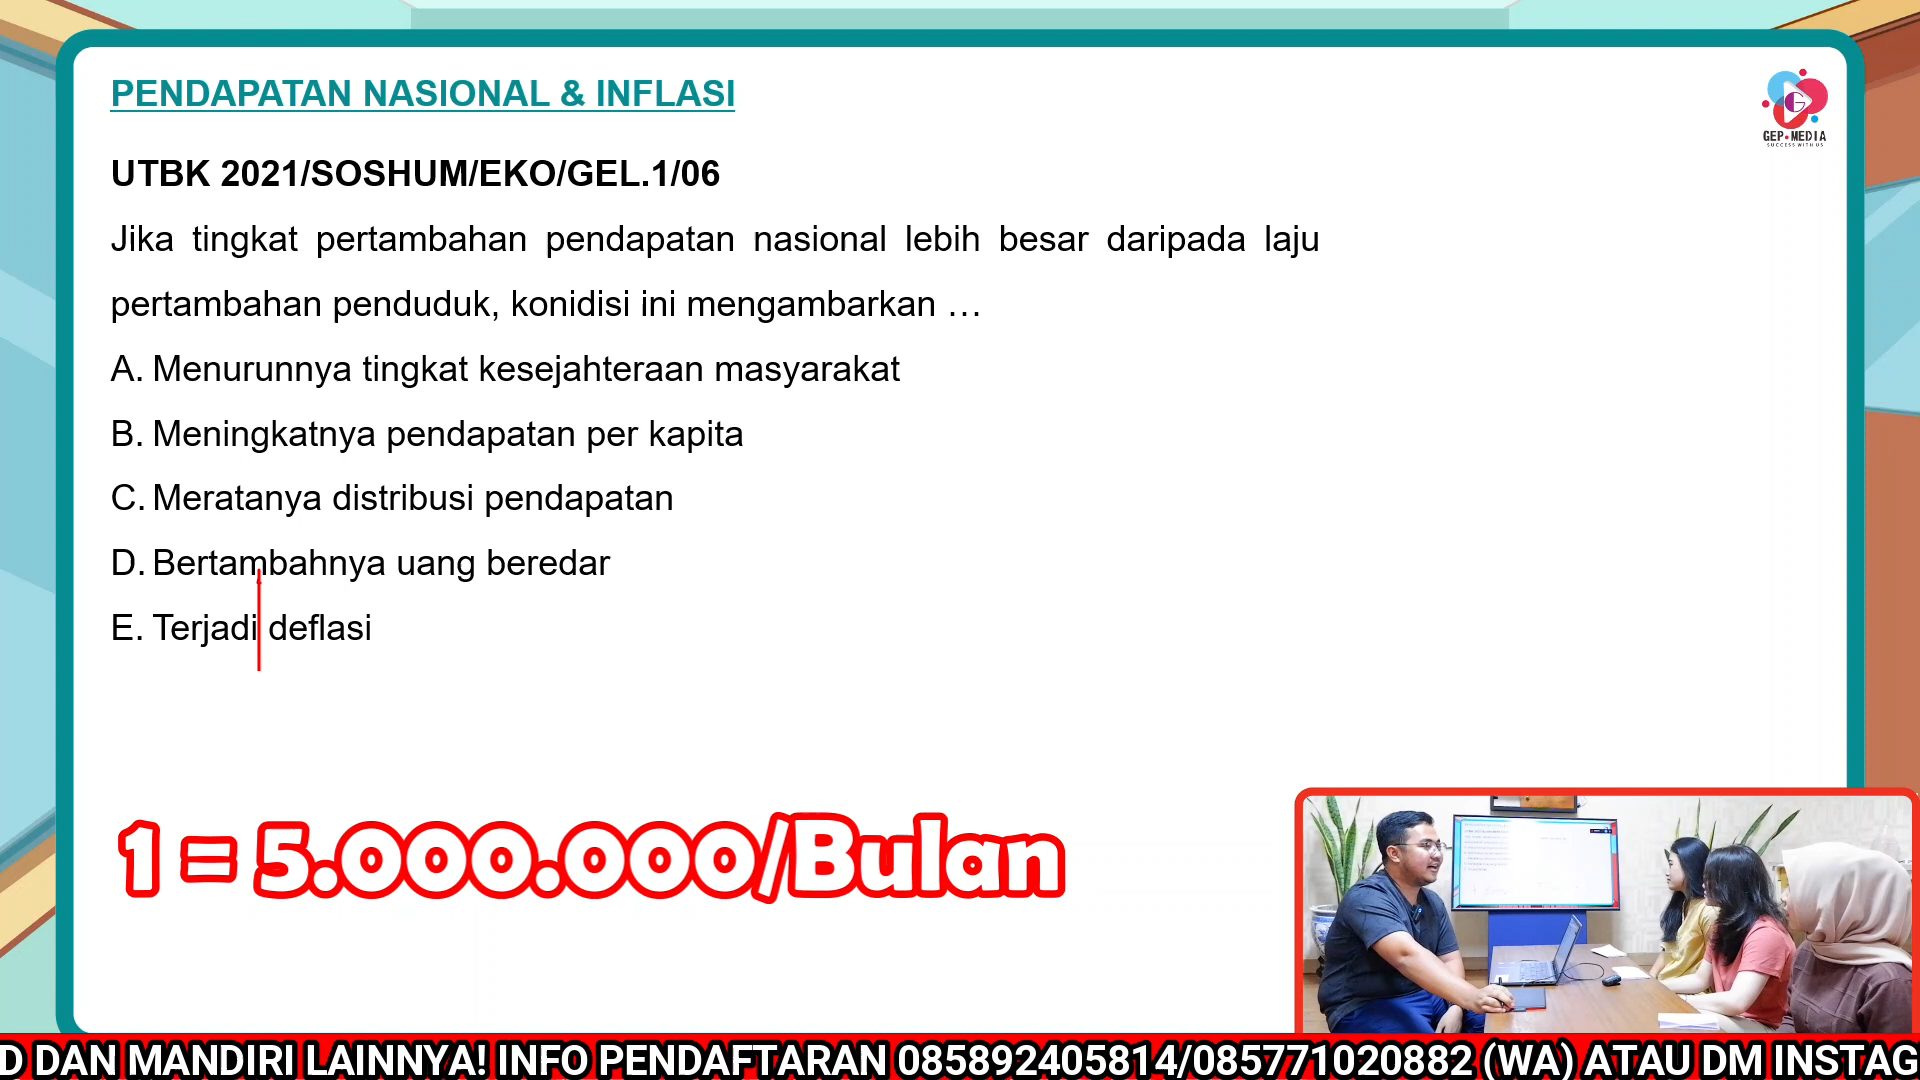 PENDAPATAN NASIONAL & INFLASI
GEP•MEDIA
SUCCESS WITH US
UTBK 2021/SOSHUM/EKO/GEL.1/06
Jika tingkat pertambahan pendapatan nasional lebih besar daripada laju
pertambahan penduduk, konidisi ini mengambarkan …
A. Menurunnya tingkat kesejahteraan masyarakat
B. Meningkatnya pendapatan per kapita
C. Meratanya distribusi pendapatan
D. Bertambahnya uang beredar
E. Terjadi deflasi
1 = 5.000.000/Bulan
D DAN MANDIRI LAINNYA! INFO PENDAFTARAN 085892405814/085771020882 (WA) ATAU DM INSTAG